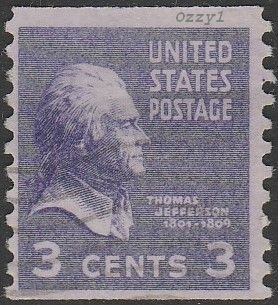 Ozzy1
UNITED
STATES
POSTAGE
THOMAS
JEFFERSON
1801-1809
3 CENTS 3